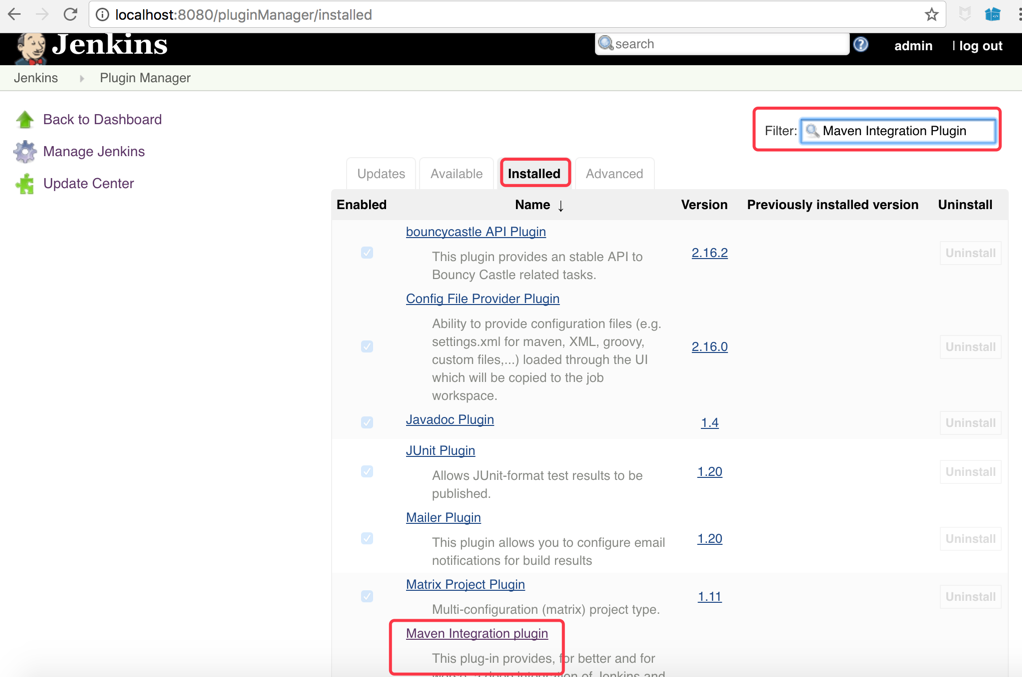 localhost:8080/pluginManager/installed
Jenkins
search
admin
| log out
Jenkins
Plugin Manager
Back to Dashboard
Manage Jenkins
Update Center
Filter: Maven Integration Plugin
Updates Available Installed Advanced
Enabled Name ↓ Version Previously installed version Uninstall
bouncycastle API Plugin
This plugin provides an stable API to
Bouncy Castle related tasks.
2.16.2
Uninstall
Config File Provider Plugin
Ability to provide configuration files (e.g.
settings.xml for maven, XML, groovy,
custom files,...) loaded through the UI
which will be copied to the job
workspace.
2.16.0
Uninstall
Javadoc Plugin
1.4
Uninstall
JUnit Plugin
Allows JUnit-format test results to be
published.
1.20
Uninstall
Mailer Plugin
This plugin allows you to configure email
notifications for build results
1.20
Uninstall
Matrix Project Plugin
Multi-configuration (matrix) project type.
1.11
Uninstall
Maven Integration plugin
This plug-in provides, for better and for
integration of Jenkins and